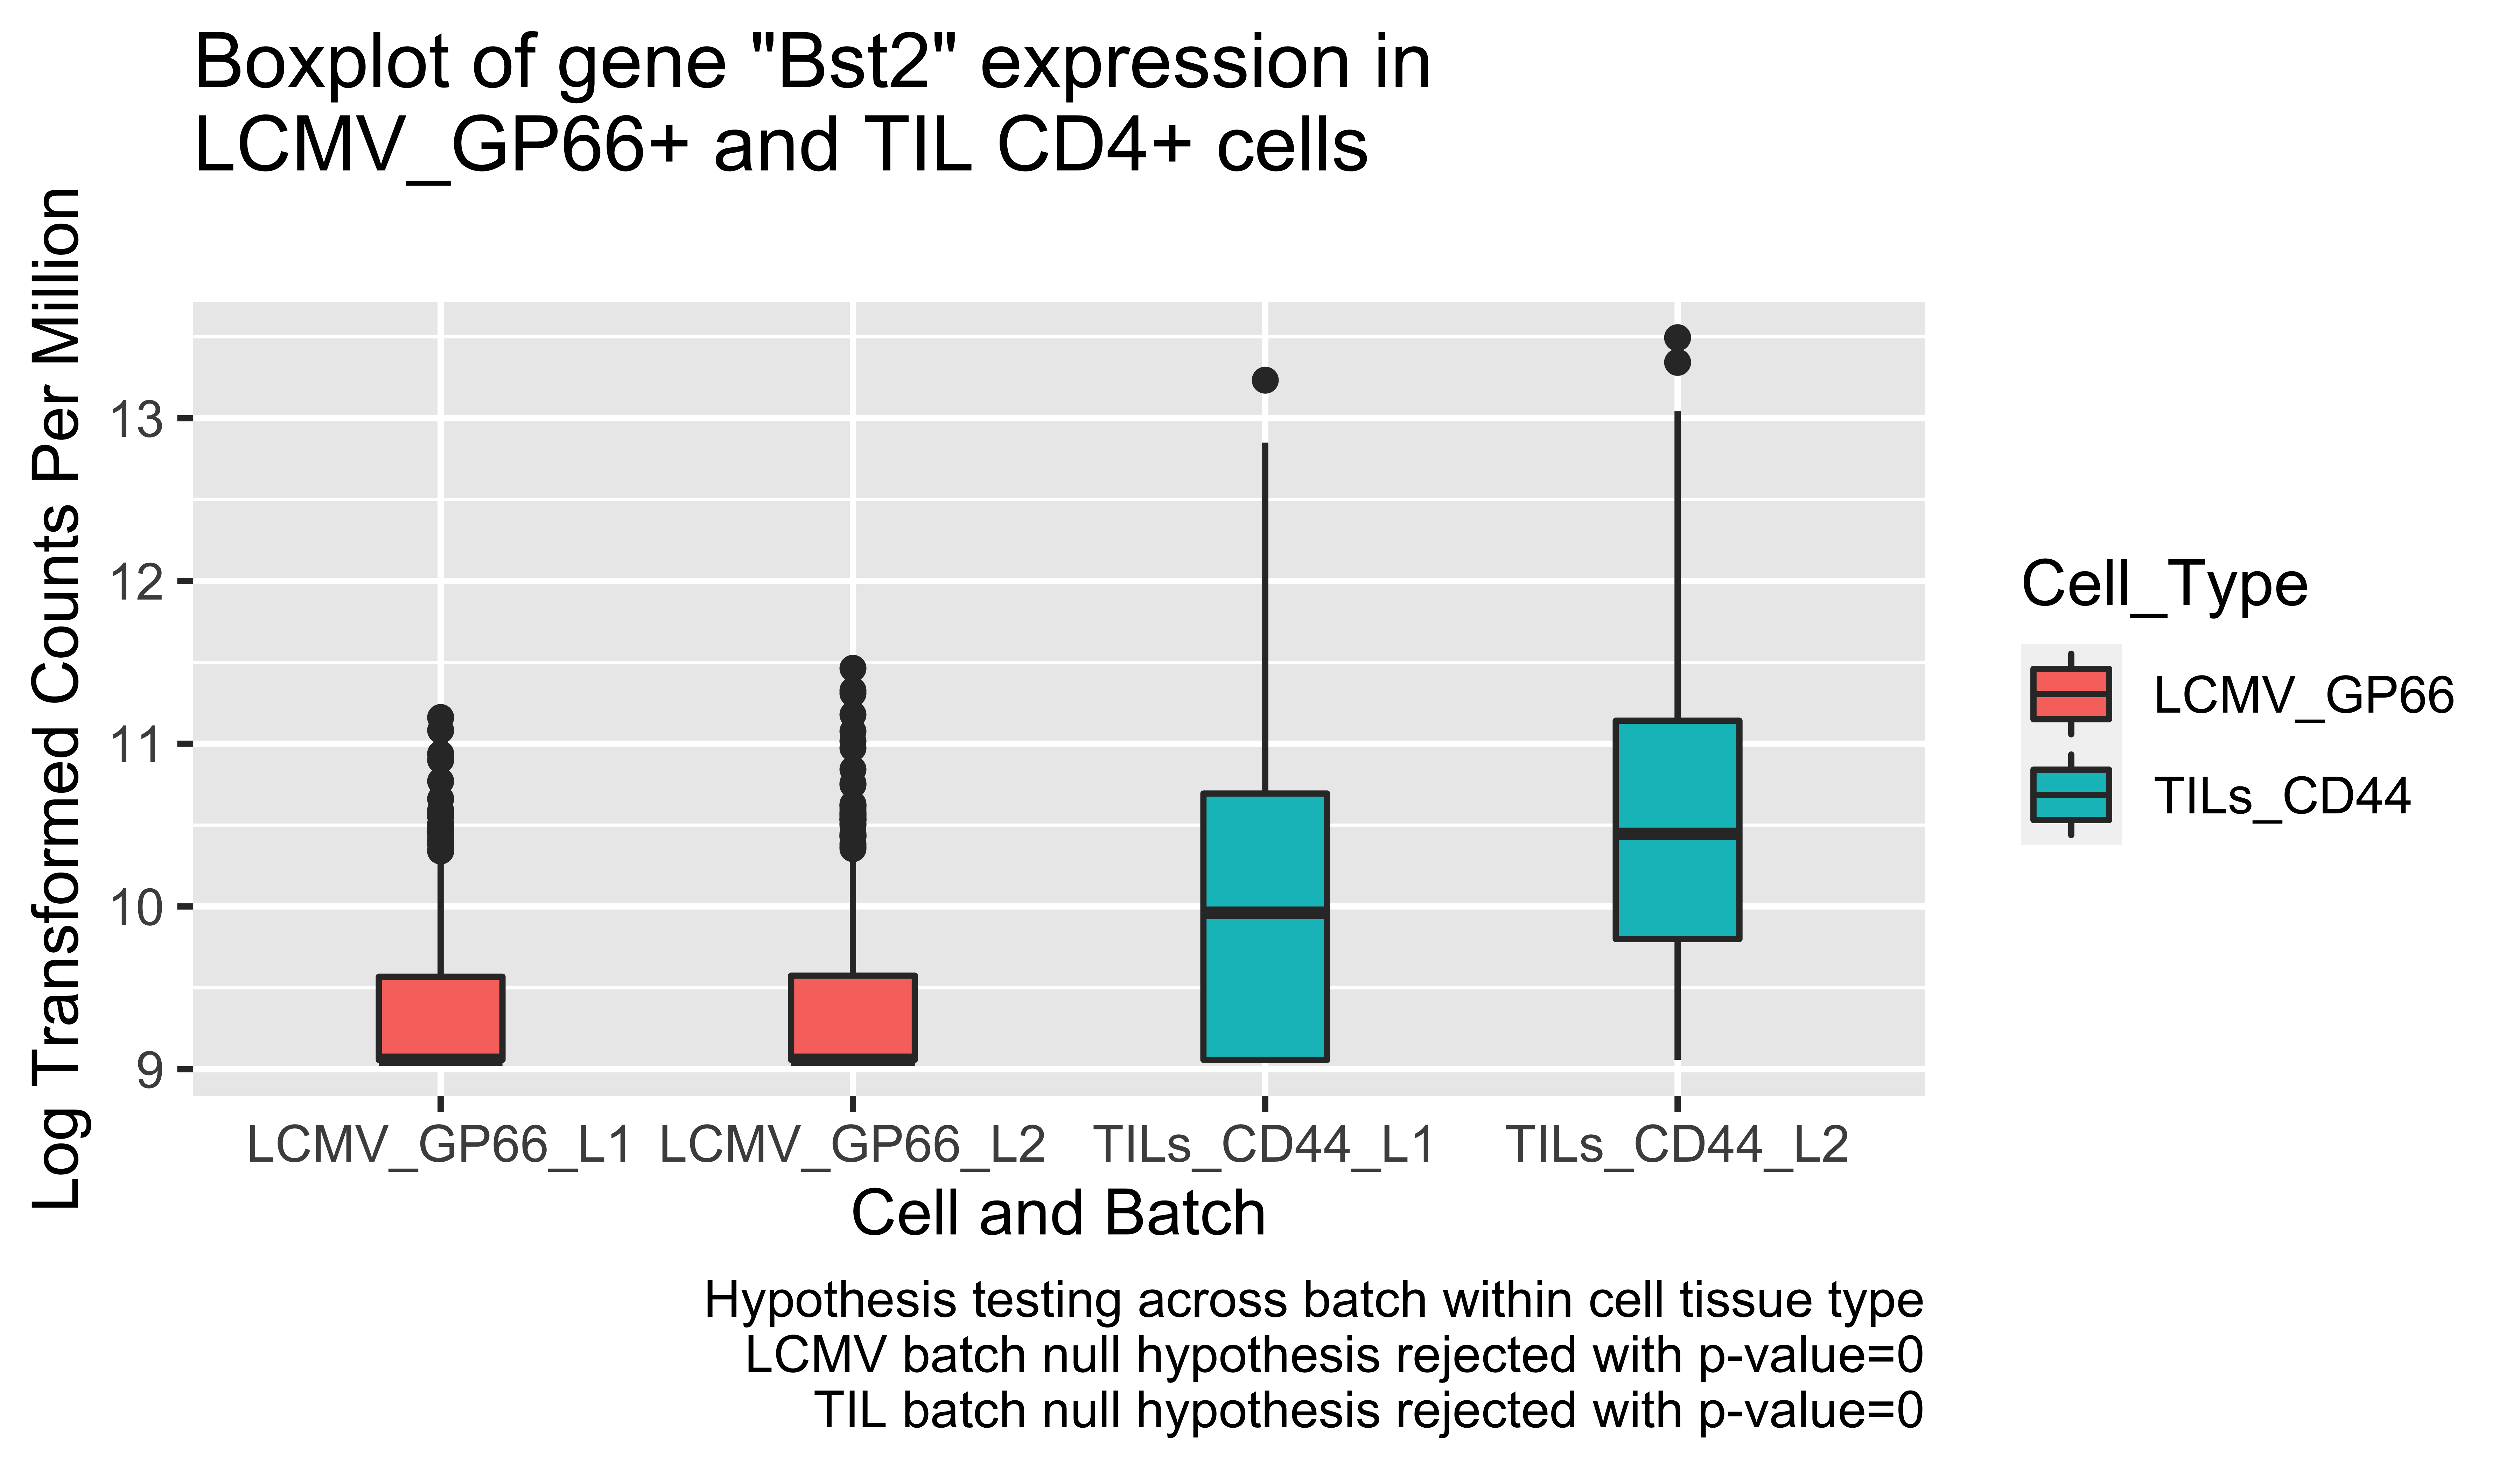 Boxplot of gene "Bst2" expression in
LCMV_GP66+ and TIL CD4+ cells
Log Transformed Counts Per Million
13
12
11
10
9
LCMV_GP66_L1
LCMV_GP66_L2
TILs_CD44_L1
TILs_CD44_L2
Cell and Batch
Cell_Type
LCMV_GP66
TILs_CD44
Hypothesis testing across batch within cell tissue type
LCMV batch null hypothesis rejected with p-value=0
TIL batch null hypothesis rejected with p-value=0